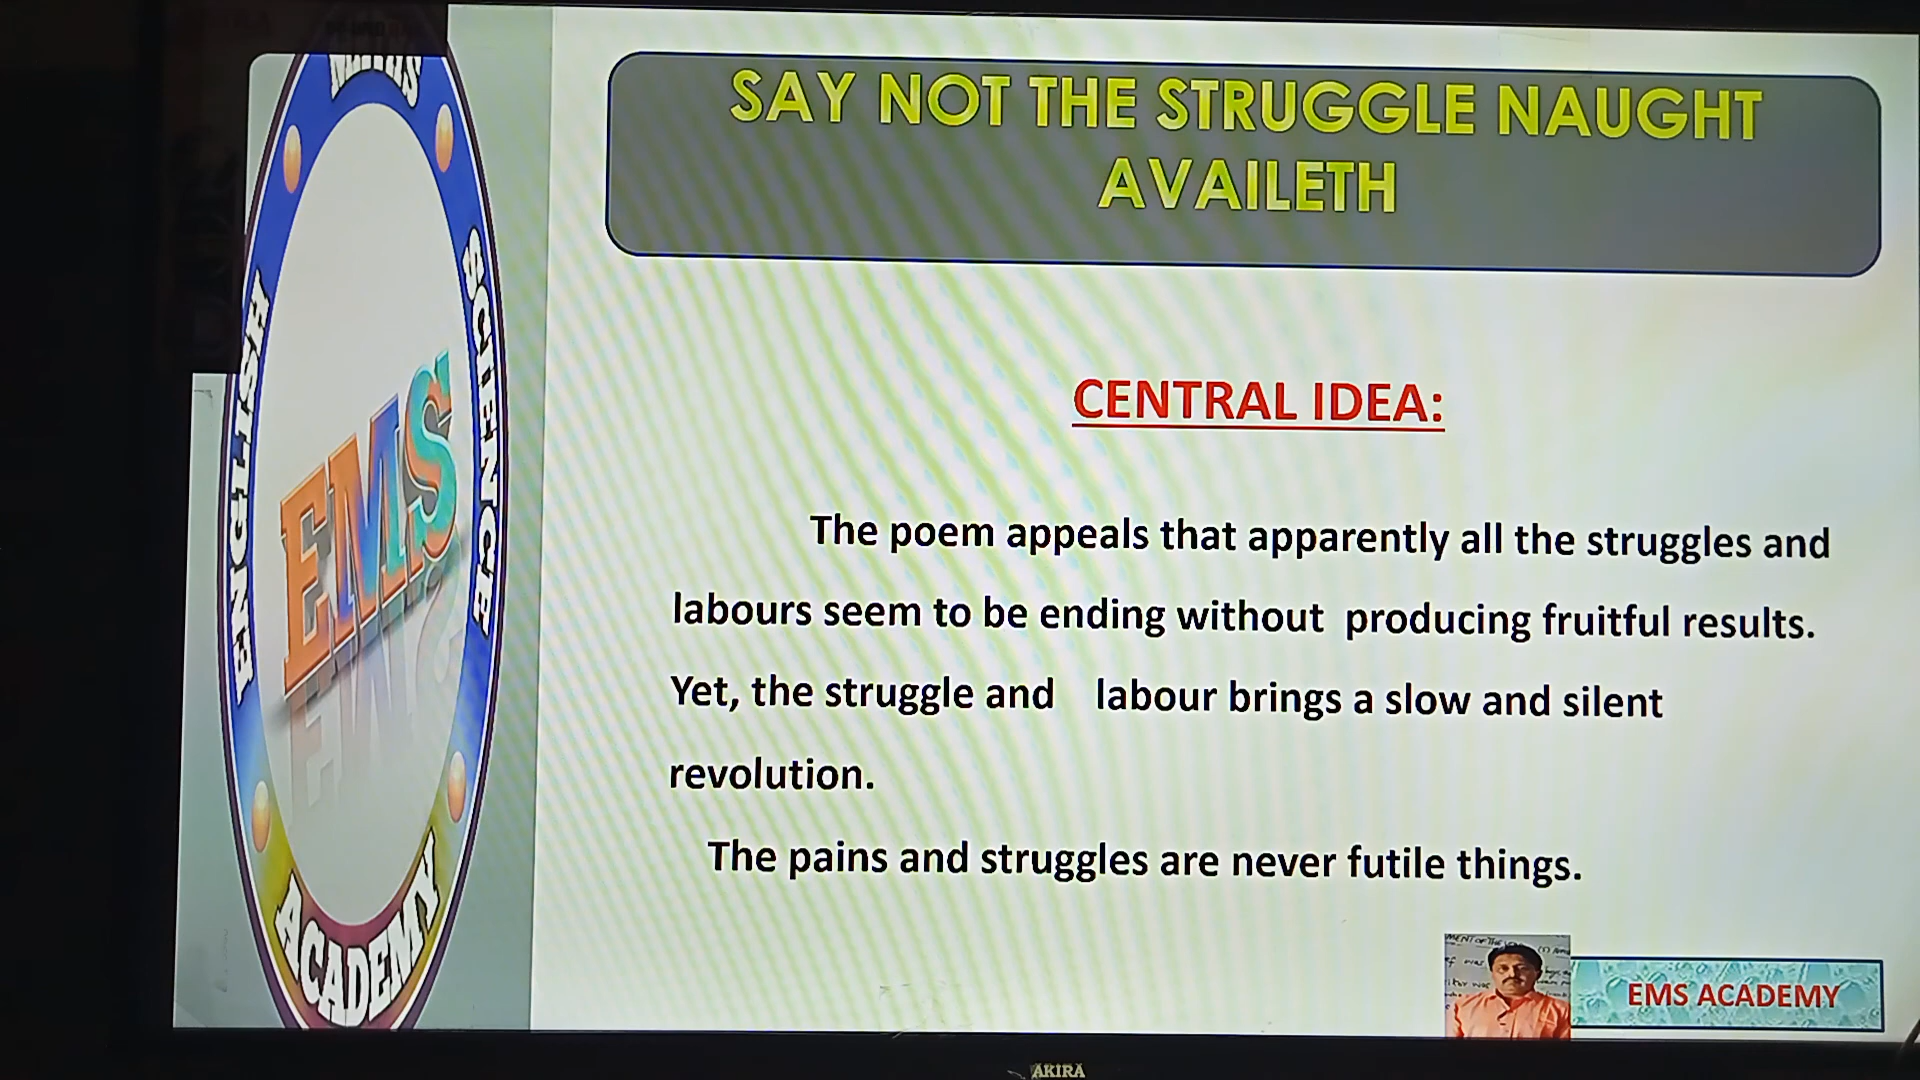 SAY NOT THE STRUGGLE NAUGHT
AVAILETH
ENGLISH
SCIENCE
EMS
ACADEMY
CENTRAL IDEA:
The poem appeals that apparently all the struggles and
labours seem to be ending without producing fruitful results.
Yet, the struggle and labour brings a slow and silent
revolution.
The pains and struggles are never futile things.
EMS ACADEMY
AKIRA